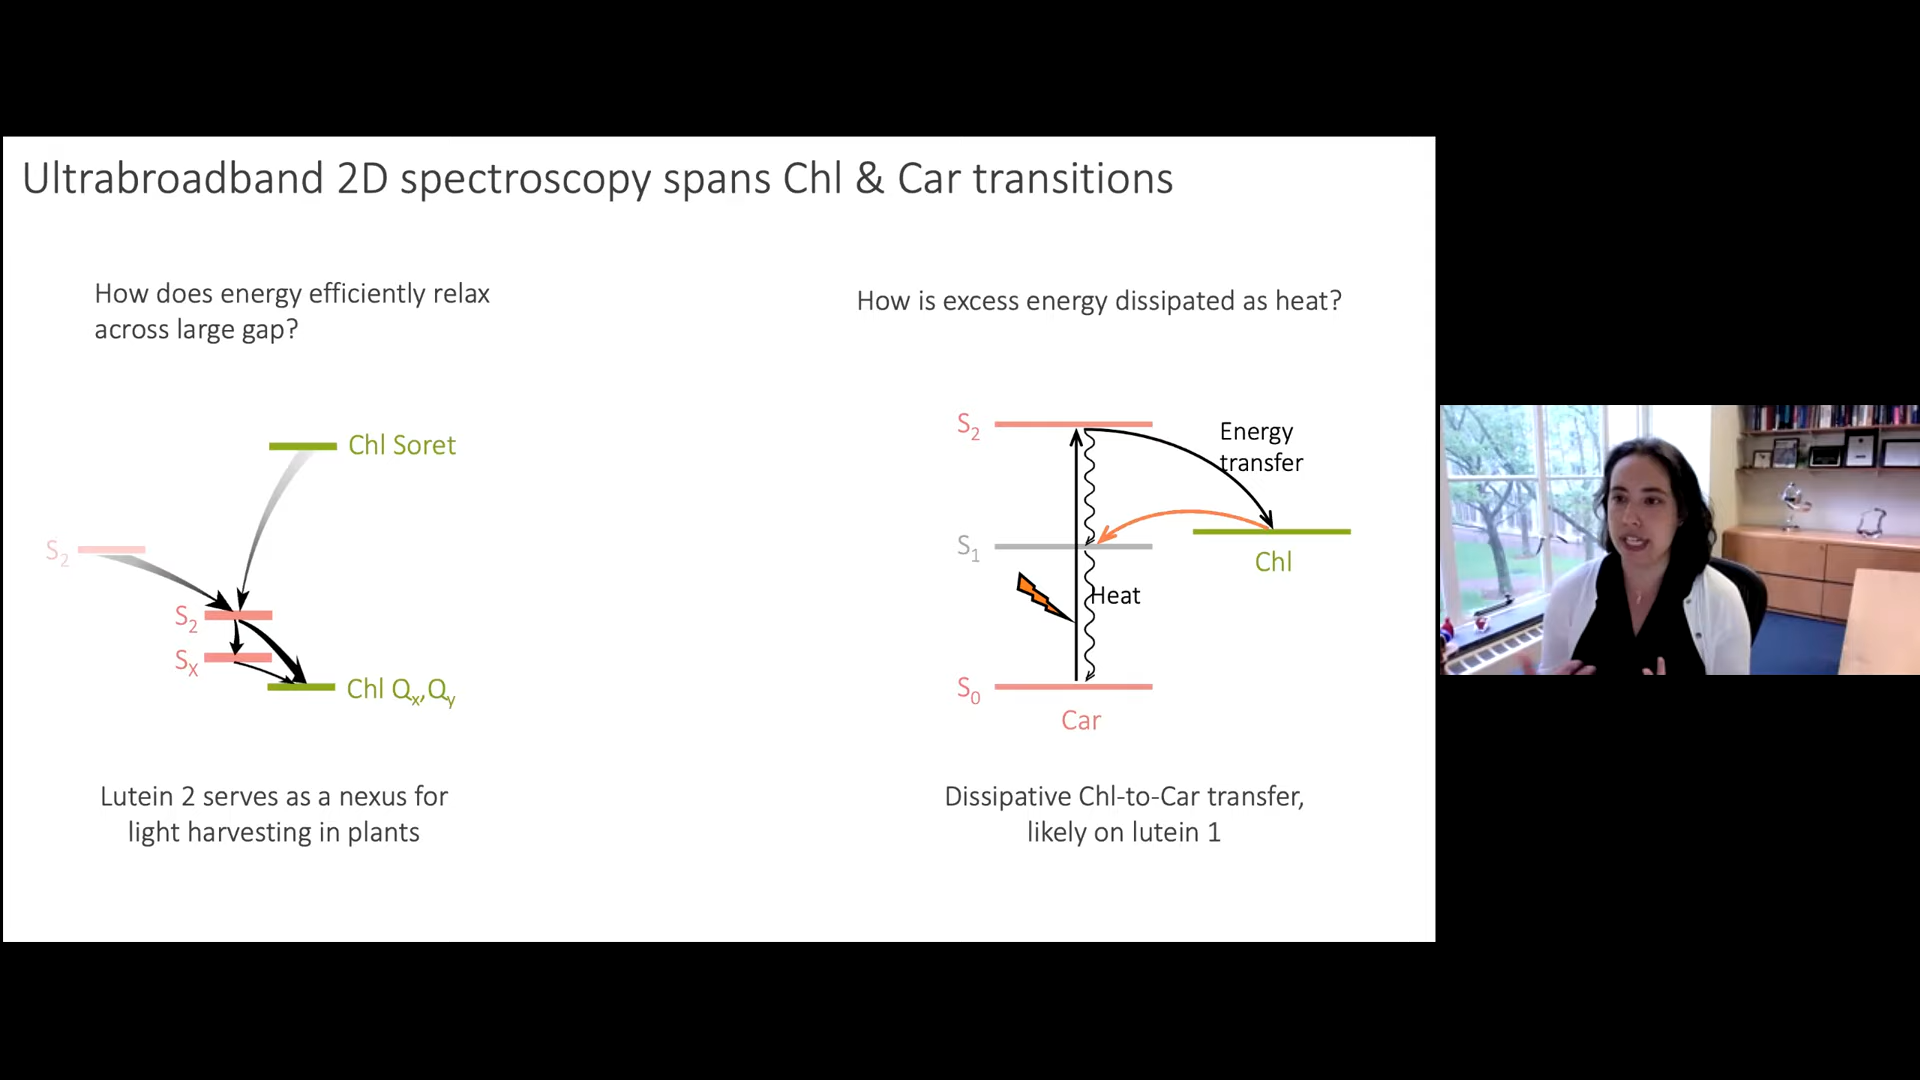 Ultrabroadband 2D spectroscopy spans Chl & Car transitions
How does energy efficiently relax
across large gap?
Chl Soret
S2
S2
SX
Chl Qx,Qy
Lutein 2 serves as a nexus for
light harvesting in plants
How is excess energy dissipated as heat?
S2
Energy
transfer
S1
Chl
Heat
S0
Car
Dissipative Chl-to-Car transfer,
likely on lutein 1